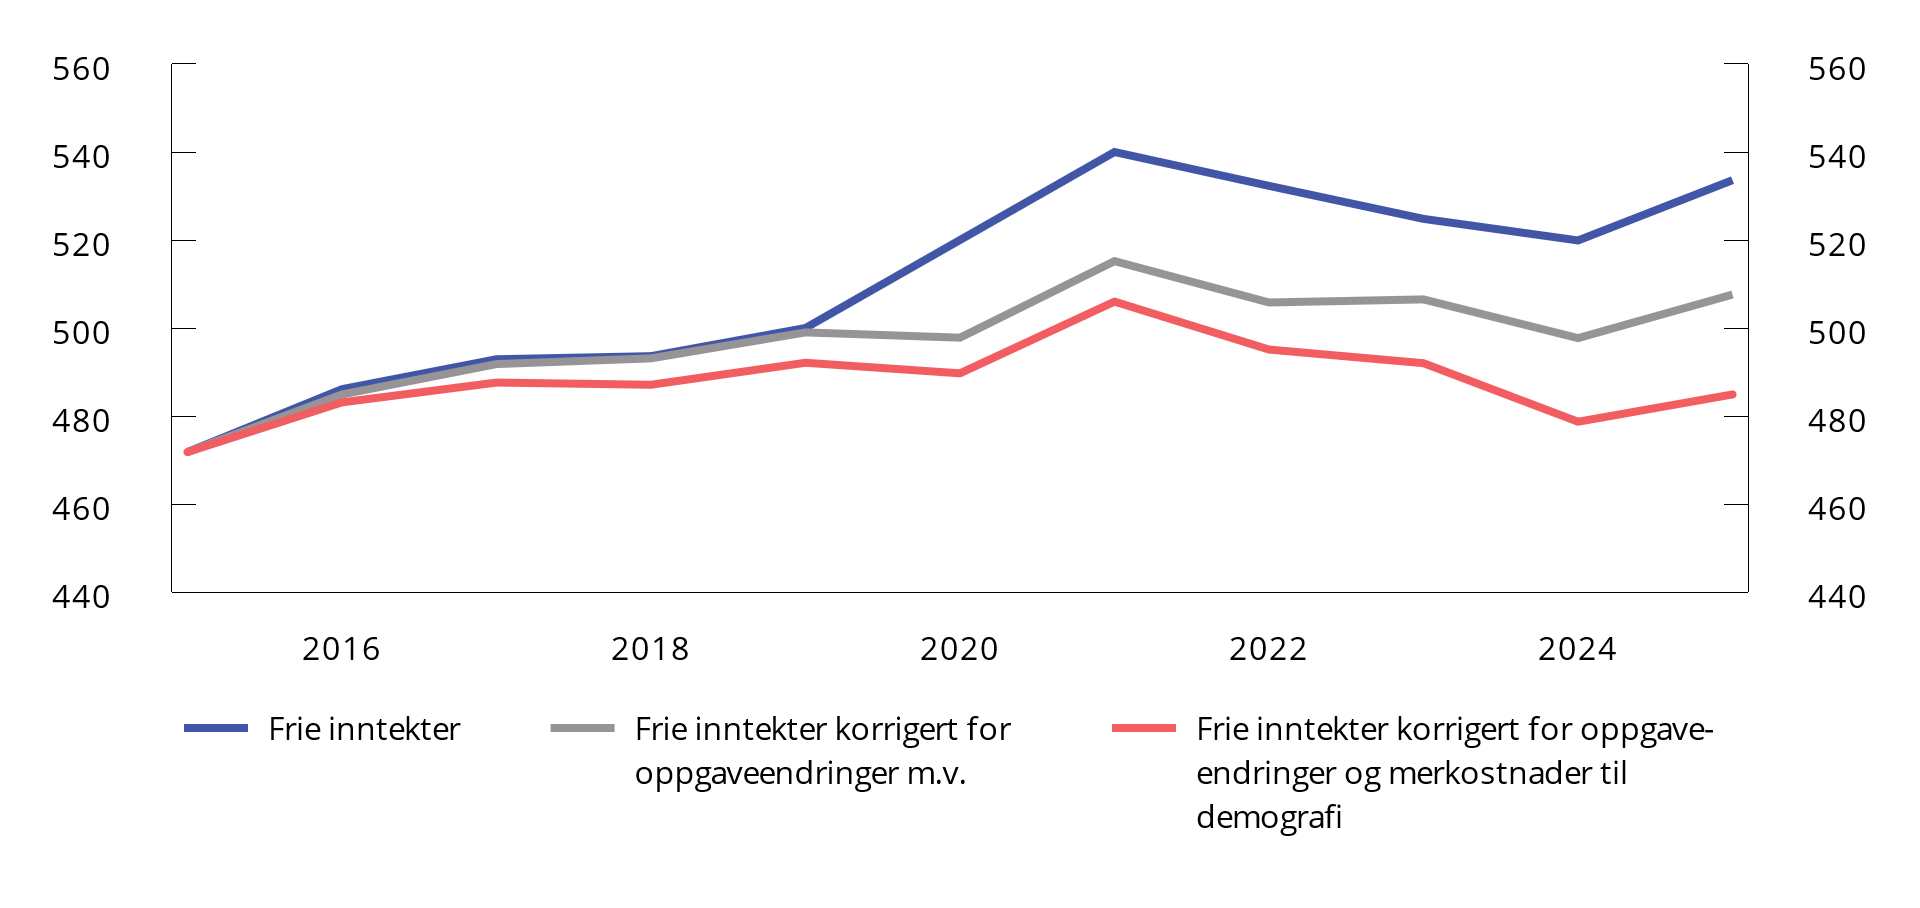 560 560
540 540
520 520
500 500
480 480
460 460
440 440
2016 2018 2020 2022 2024
Frie inntekter
Frie inntekter korrigert for
oppgaveendringer m.v.
Frie inntekter korrigert for oppgave-
endringer og merkostnader til
demografi